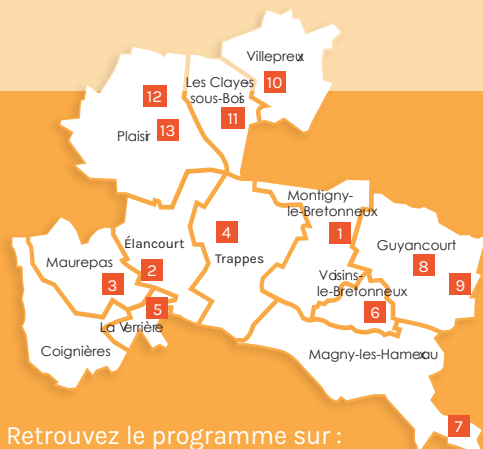 Villepreux
10
Les Clayes-
sous-Bois
11
12
Plaisir 13
Montigny-
le-Bretonneux
1
Élancourt
2
4
Trappes
Guyancourt
8
9
Maurepas
3
Voisins-
le-Bretonneux
6
5
La Verrière
Coignières
Magny-les-Hameaux
7
Retrouvez le programme sur :